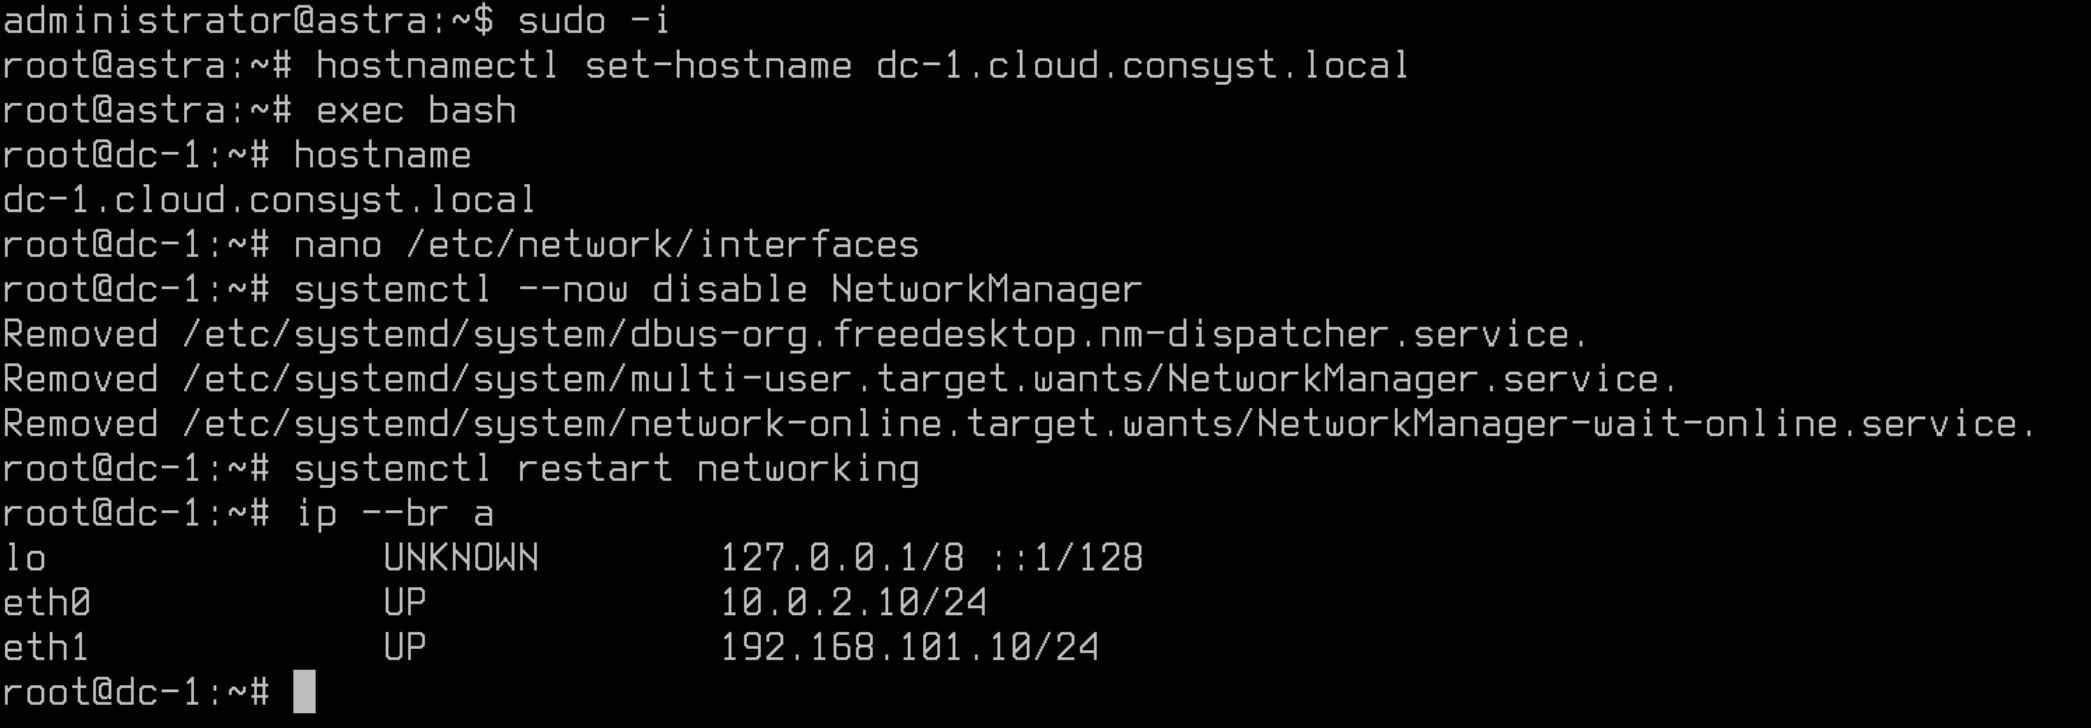 administrator@astra:~$ sudo -i
root@astra:~# hostnamectl set-hostname dc-1.cloud.consyst.local
root@astra:~# exec bash
root@dc-1:~# hostname
dc-1.cloud.consyst.local
root@dc-1:~# nano /etc/network/interfaces
root@dc-1:~# systemctl --now disable NetworkManager
Removed /etc/systemd/system/dbus-org.freedesktop.nm-dispatcher.service.
Removed /etc/systemd/system/multi-user.target.wants/NetworkManager.service.
Removed /etc/systemd/system/network-online.target.wants/NetworkManager-wait-online.service.
root@dc-1:~# systemctl restart networking
root@dc-1:~# ip --br a
lo UNKNOWN 127.0.0.1/8 ::1/128
eth0 UP 10.0.2.10/24
eth1 UP 192.168.101.10/24
root@dc-1:~#